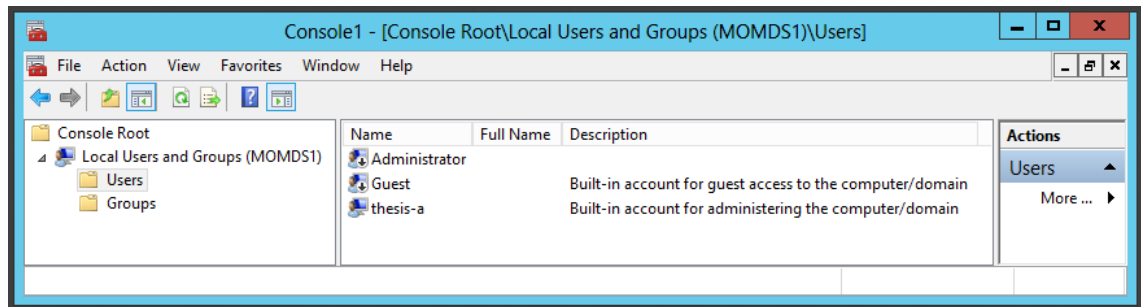 Console1 - [Console Root\Local Users and Groups (MOMDS1)\Users]
File Action View Favorites Window Help
Console Root
Local Users and Groups (MOMDS1)
Users
Groups
Name Full Name Description
Administrator
Guest Built-in account for guest access to the computer/domain
thesis-a Built-in account for administering the computer/domain
Actions
Users
More ...